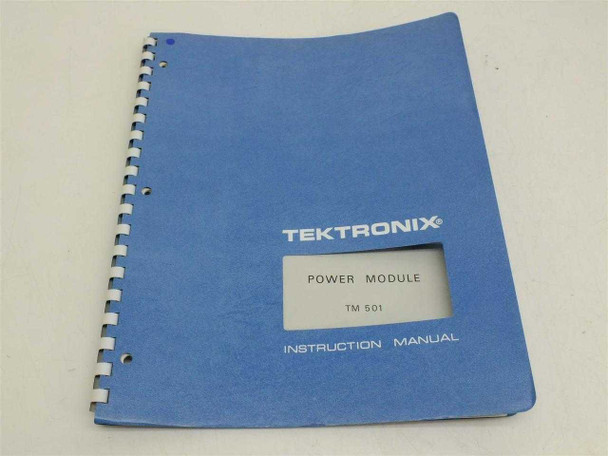 TEKTRONIX®
POWER MODULE
TM 501
INSTRUCTION MANUAL